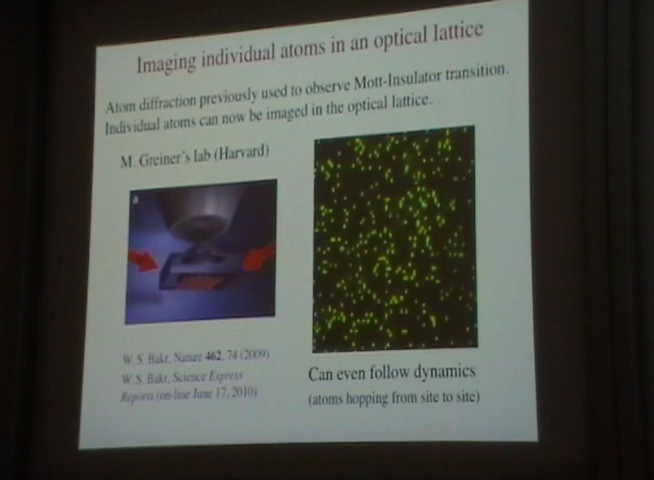 Imaging individual atoms in an optical lattice
Atom diffraction previously used to observe Mott-Insulator transition.
Individual atoms can now be imaged in the optical lattice.
M. Greiner's lab (Harvard)
a
W. S. Bakr, Nature 462, 74 (2009)
W. S. Bakr, Science Express
Reports (on-line June 17, 2010)
Can even follow dynamics
(atoms hopping from site to site)